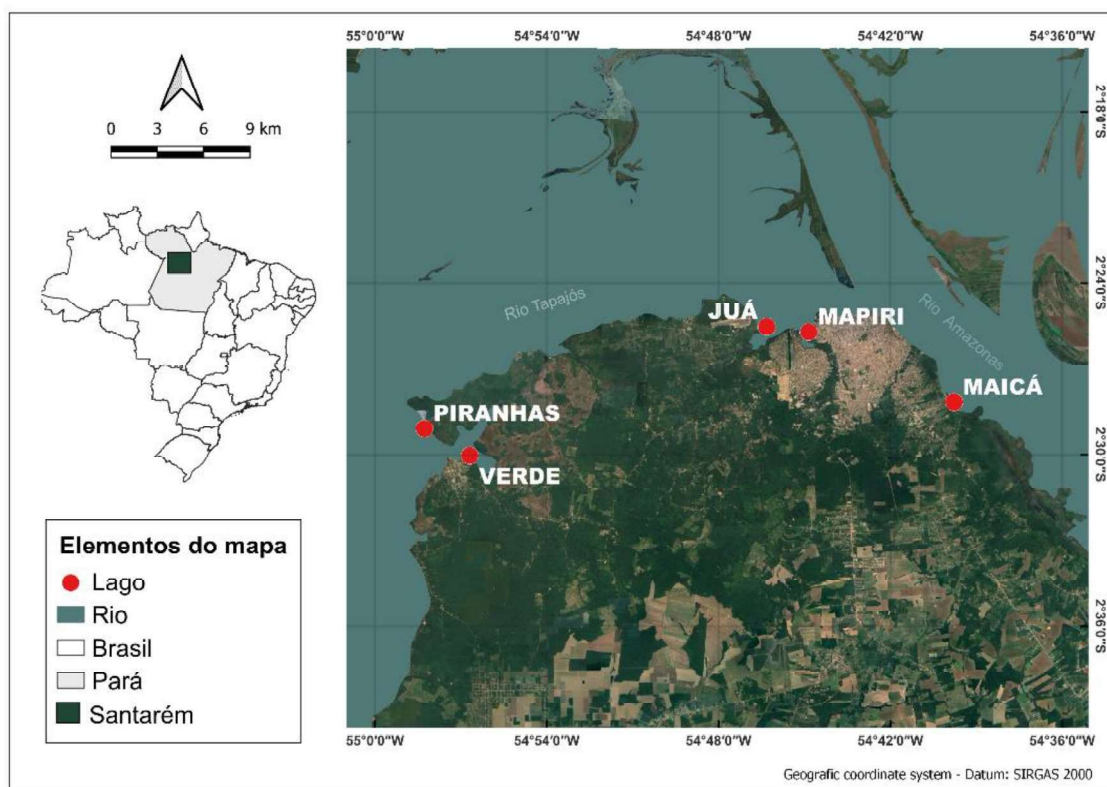 55°0'0"W 54°54'0"W 54°48'0"W 54°42'0"W 54°36'0"W
0 3 6 9 km
2°18'0"S
2°24'0"S
Rio Tapajós
Rio Amazonas
JUÁ
MAPIRI
MAICÁ
PIRANHAS
VERDE
2°30'0"S
2°36'0"S
Elementos do mapa
Lago
Rio
Brasil
Pará
Santarém
55°0'0"W 54°54'0"W 54°48'0"W 54°42'0"W 54°36'0"W
Geografic coordinate system - Datum: SIRGAS 2000